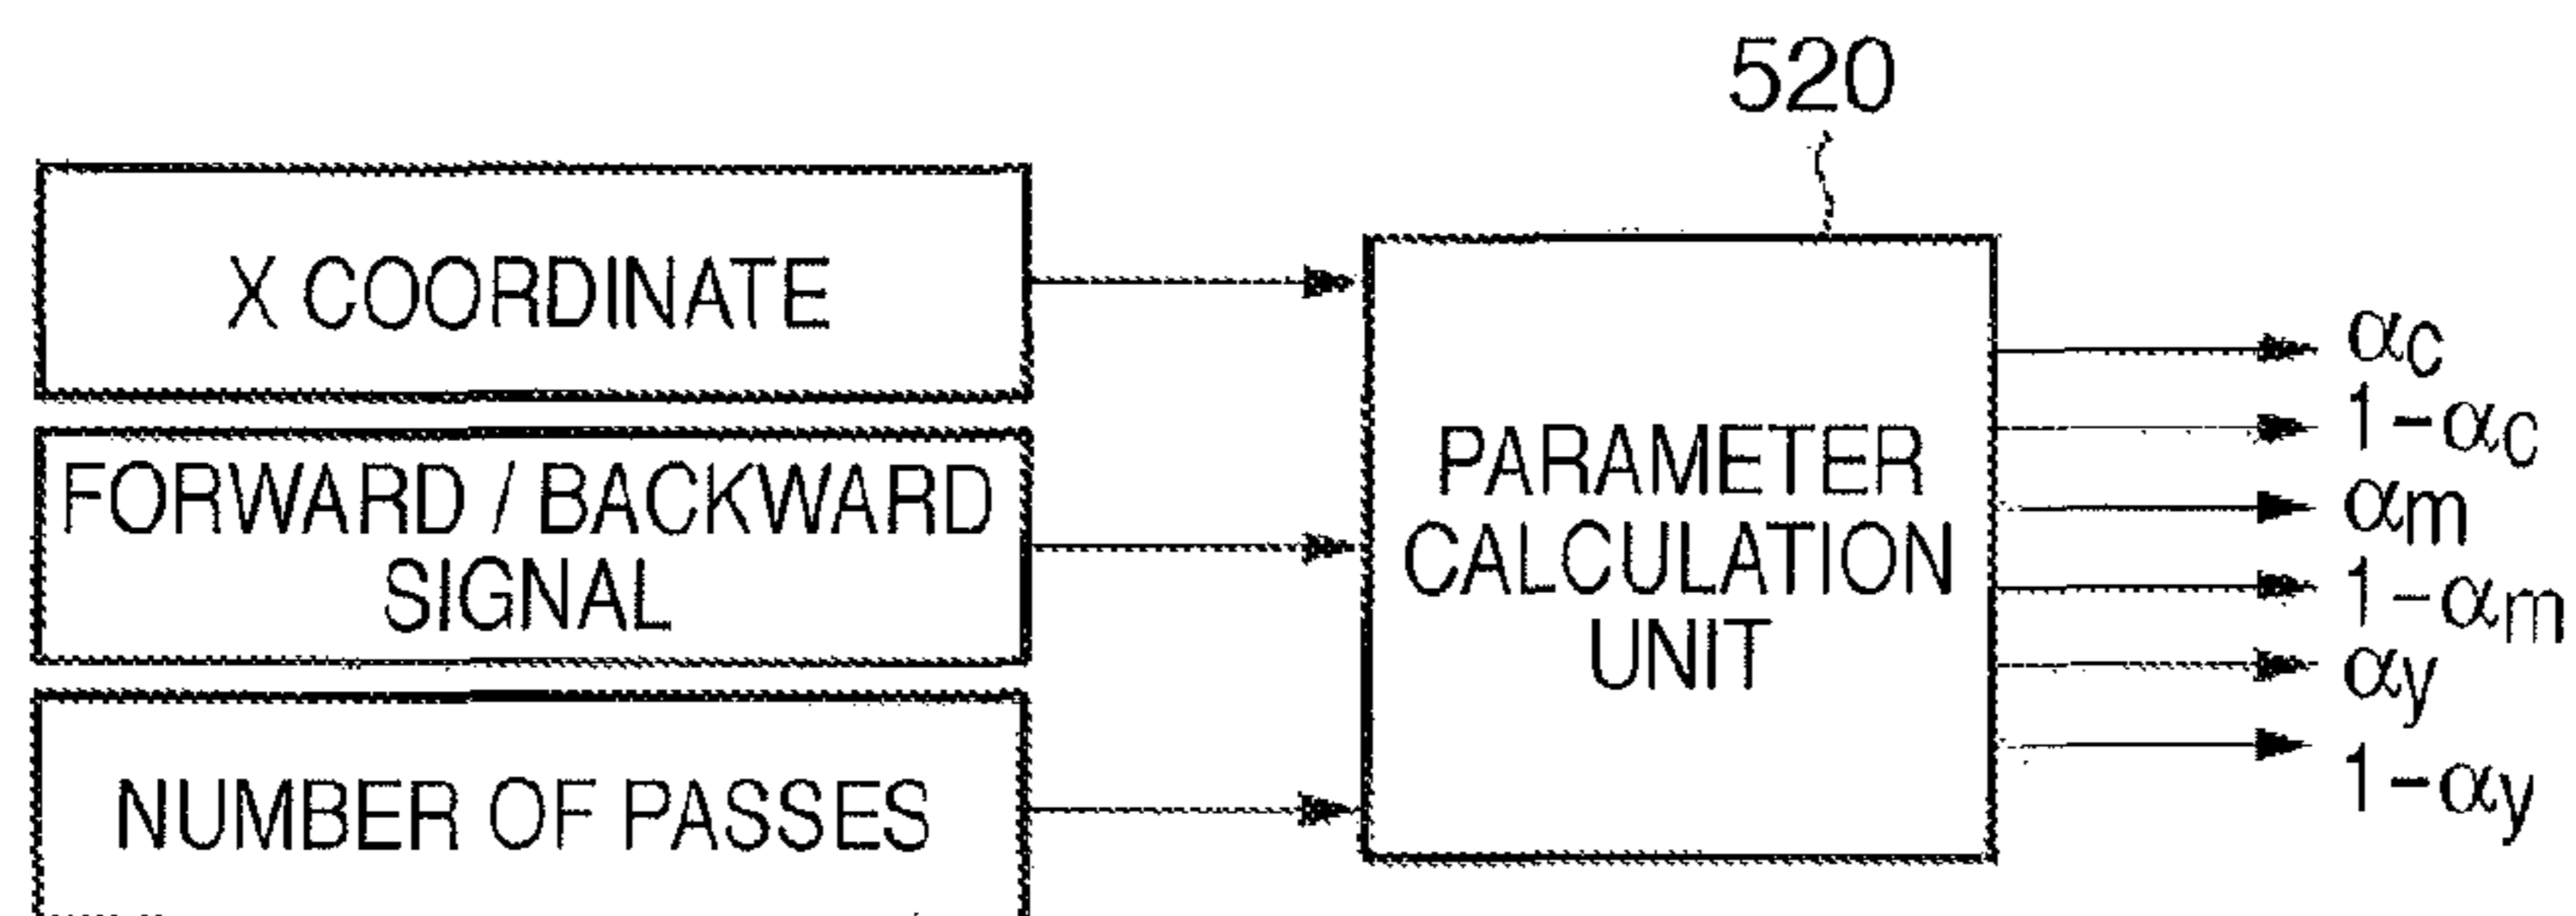 520
X COORDINATE
FORWARD / BACKWARD
SIGNAL
NUMBER OF PASSES
PARAMETER
CALCULATION
UNIT
αc
1-αc
αm
1-αm
αy
1-αy